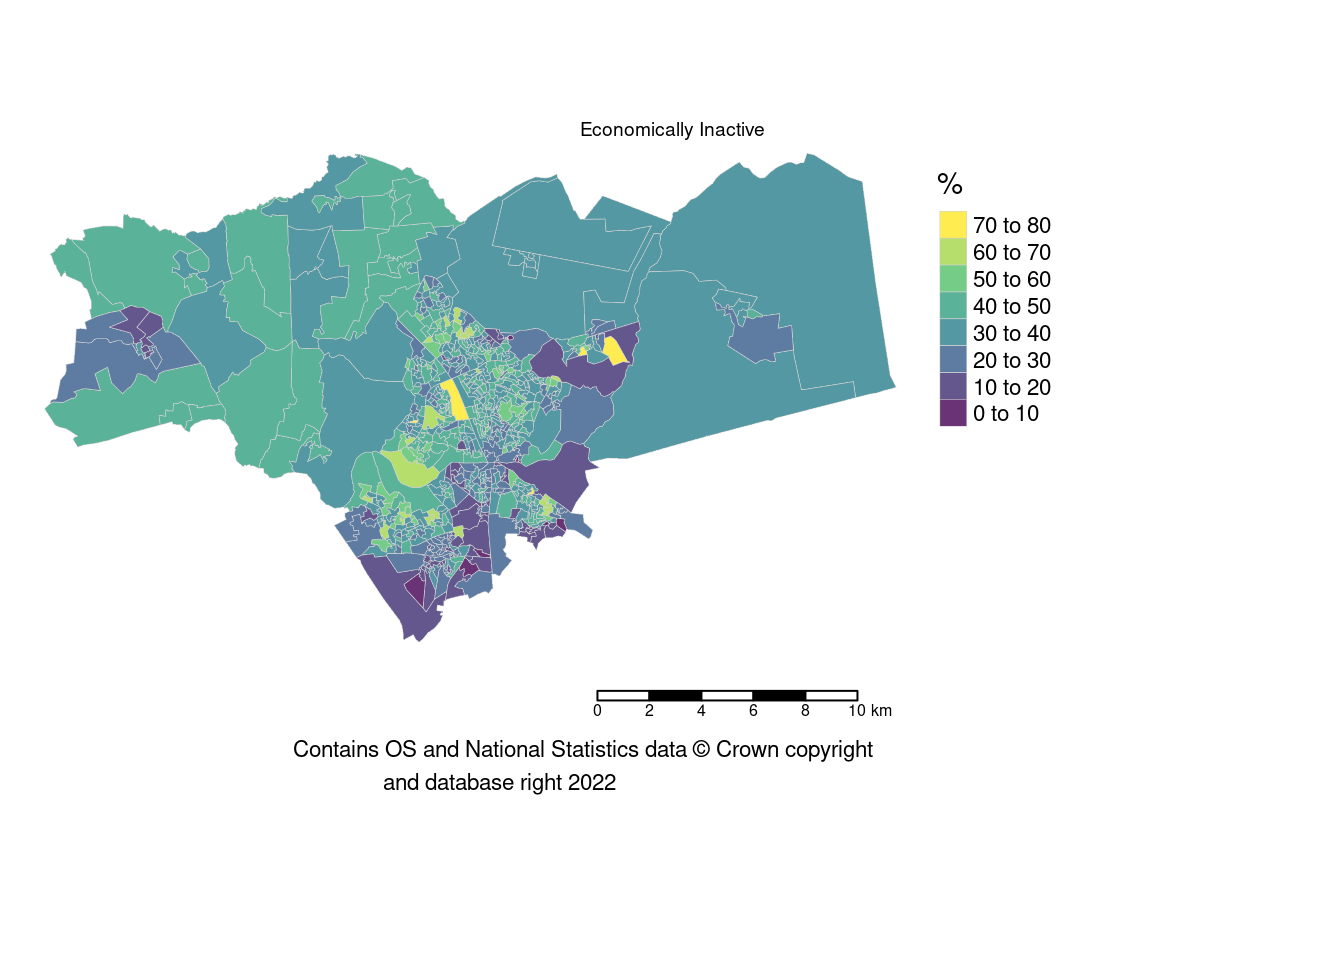 Economically Inactive
%
70 to 80
60 to 70
50 to 60
40 to 50
30 to 40
20 to 30
10 to 20
0 to 10
0 2 4 6 8 10 km
Contains OS and National Statistics data © Crown copyright
and database right 2022